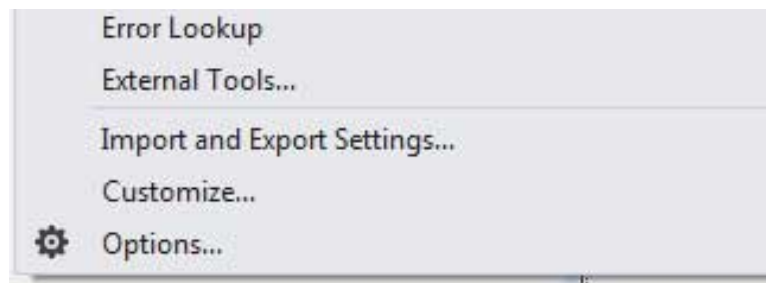 Error Lookup
External Tools...
Import and Export Settings...
Customize...
Options...